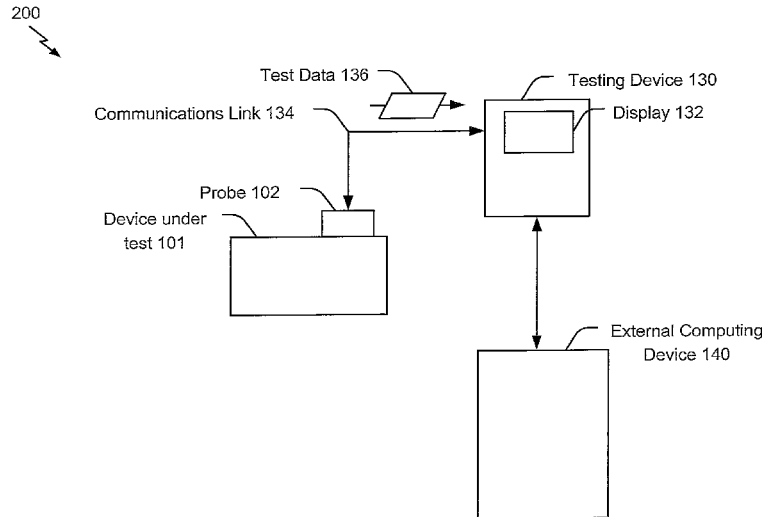 200
Test Data 136
Testing Device 130
Communications Link 134
Display 132
Probe 102
Device under
test 101
External Computing
Device 140